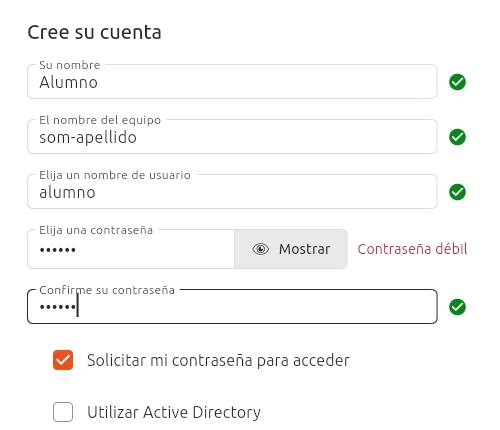 Cree su cuenta
Su nombre
Alumno
El nombre del equipo
som-apellido
Elija un nombre de usuario
alumno
Elija una contraseña
•••••• Mostrar Contraseña débil
Confirme su contraseña
••••••
Solicitar mi contraseña para acceder
Utilizar Active Directory